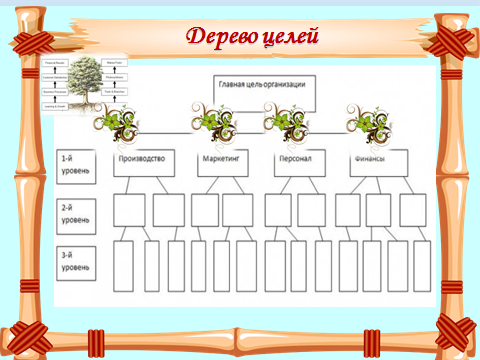 Дерево целей
Главная цель организации
1-й
уровень
Производство
Маркетинг
Персонал
Финансы
2-й
уровень
3-й
уровень